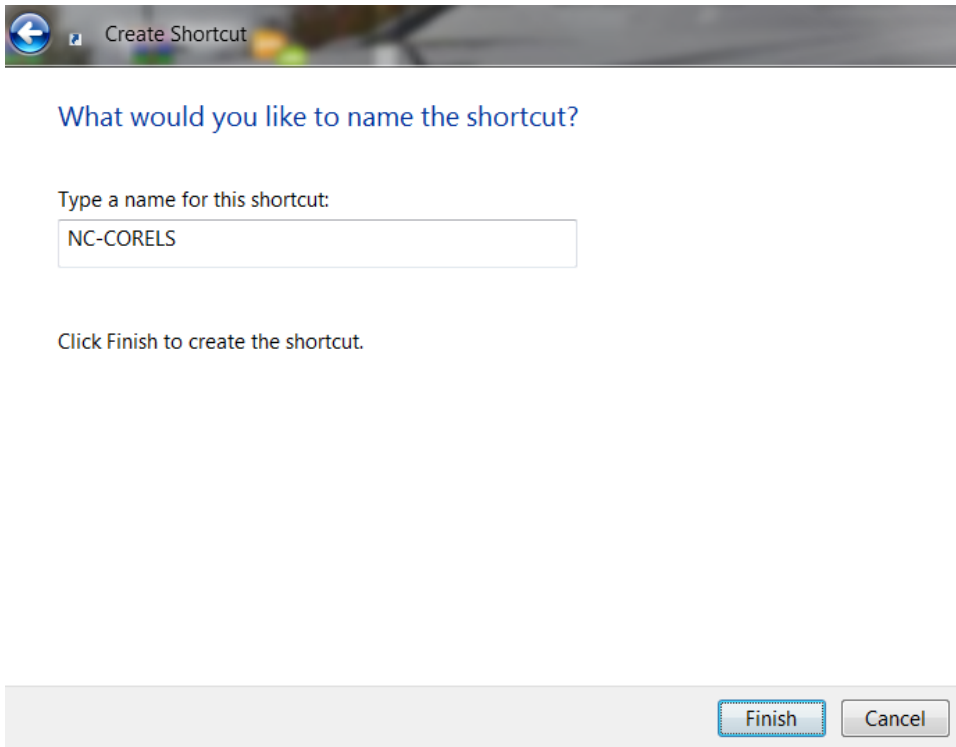 Create Shortcut
What would you like to name the shortcut?
Type a name for this shortcut:
NC-CORELS
Click Finish to create the shortcut.
Finish Cancel